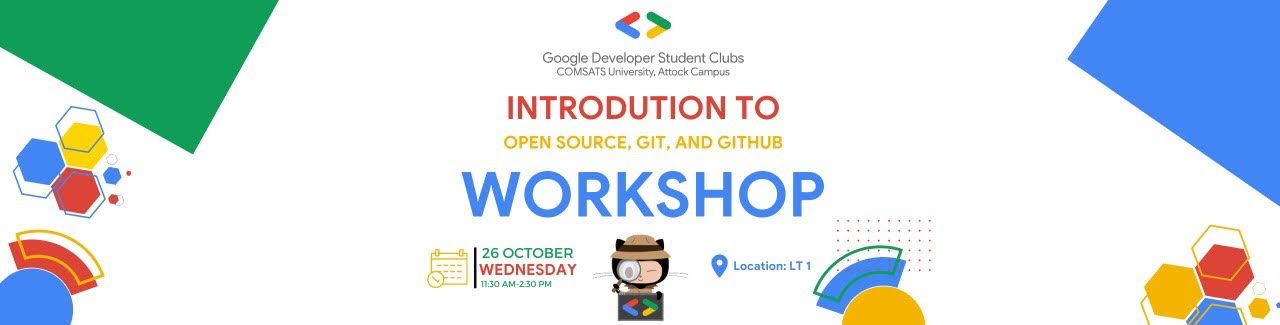 Google Developer Student Clubs
COMSATS University, Attock Campus
INTRODUTION TO
OPEN SOURCE, GIT, AND GITHUB
WORKSHOP
26 OCTOBER
WEDNESDAY
11:30 AM-2:30 PM
Location: LT 1